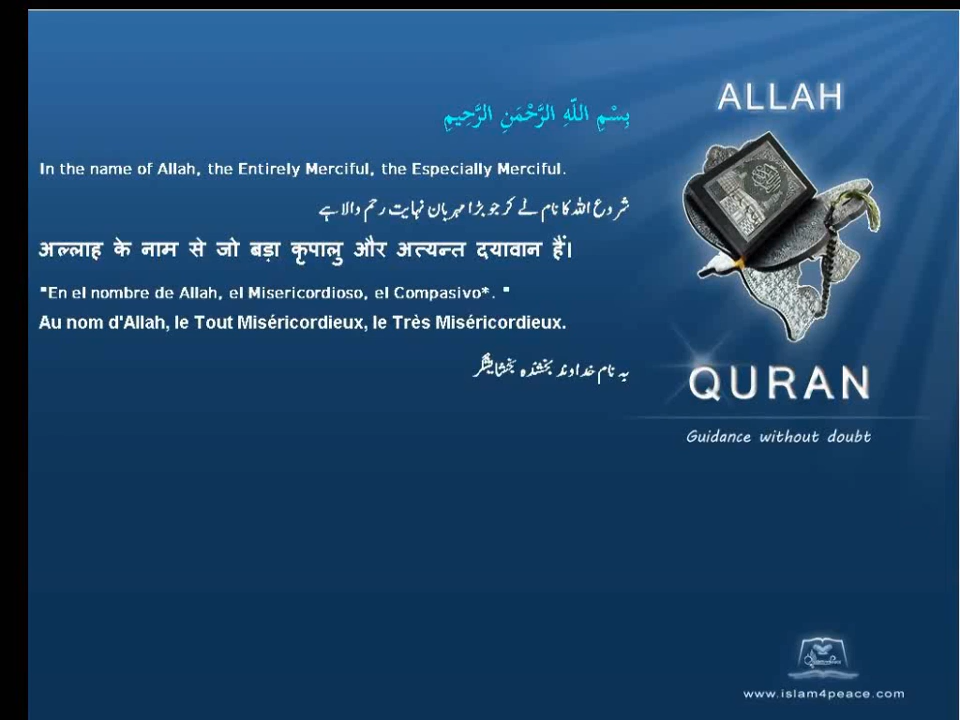 بِسْمِ اللّهِ الرَّحْمَنِ الرَّحِيمِ
In the name of Allah, the Entirely Merciful, the Especially Merciful.
شروع الله کا نام لے کر جو بڑا مہربان نہایت رحم والا ہے
अल्लाह के नाम से जो बड़ा कृपालु और अत्यन्त दयावान हैं।
"En el nombre de Allah, el Misericordioso, el Compasivo*. "
Au nom d'Allah, le Tout Miséricordieux, le Très Miséricordieux.
به نام خداوند بخشنده بخشایشگر
ALLAH
QURAN
Guidance without doubt
www.islam4peace.com